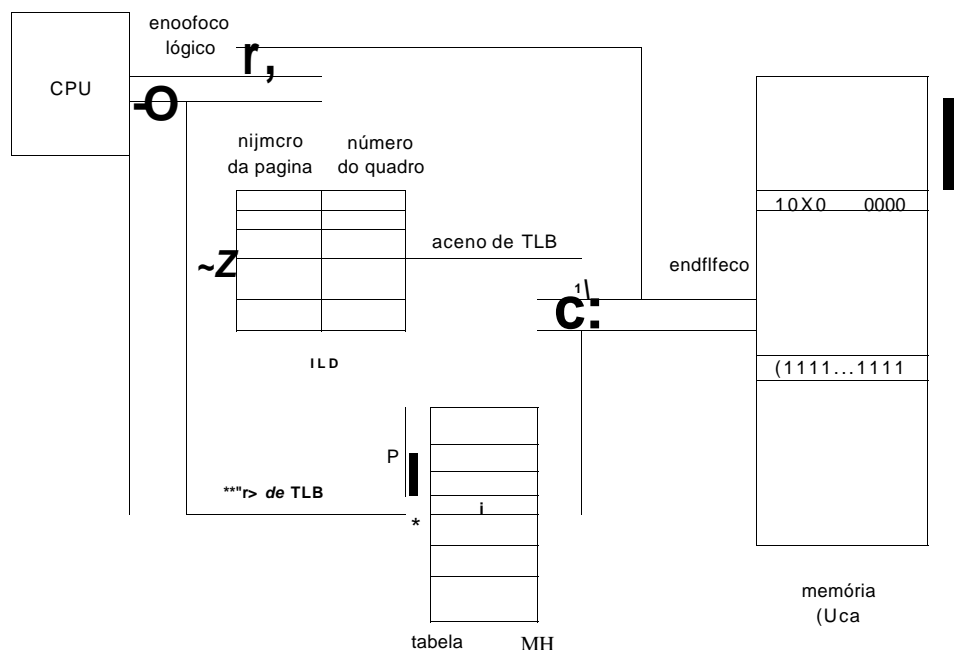 enoofoco
lógico
r,
CPU
-O
nijmcro
da pagina
número
do quadro
10X0 0000
aceno de TLB
~Z
endflfeco
1\
c:
ILD
(1111...1111
P
**"r> de TLB
i
*
memória
(Uca
tabela MH